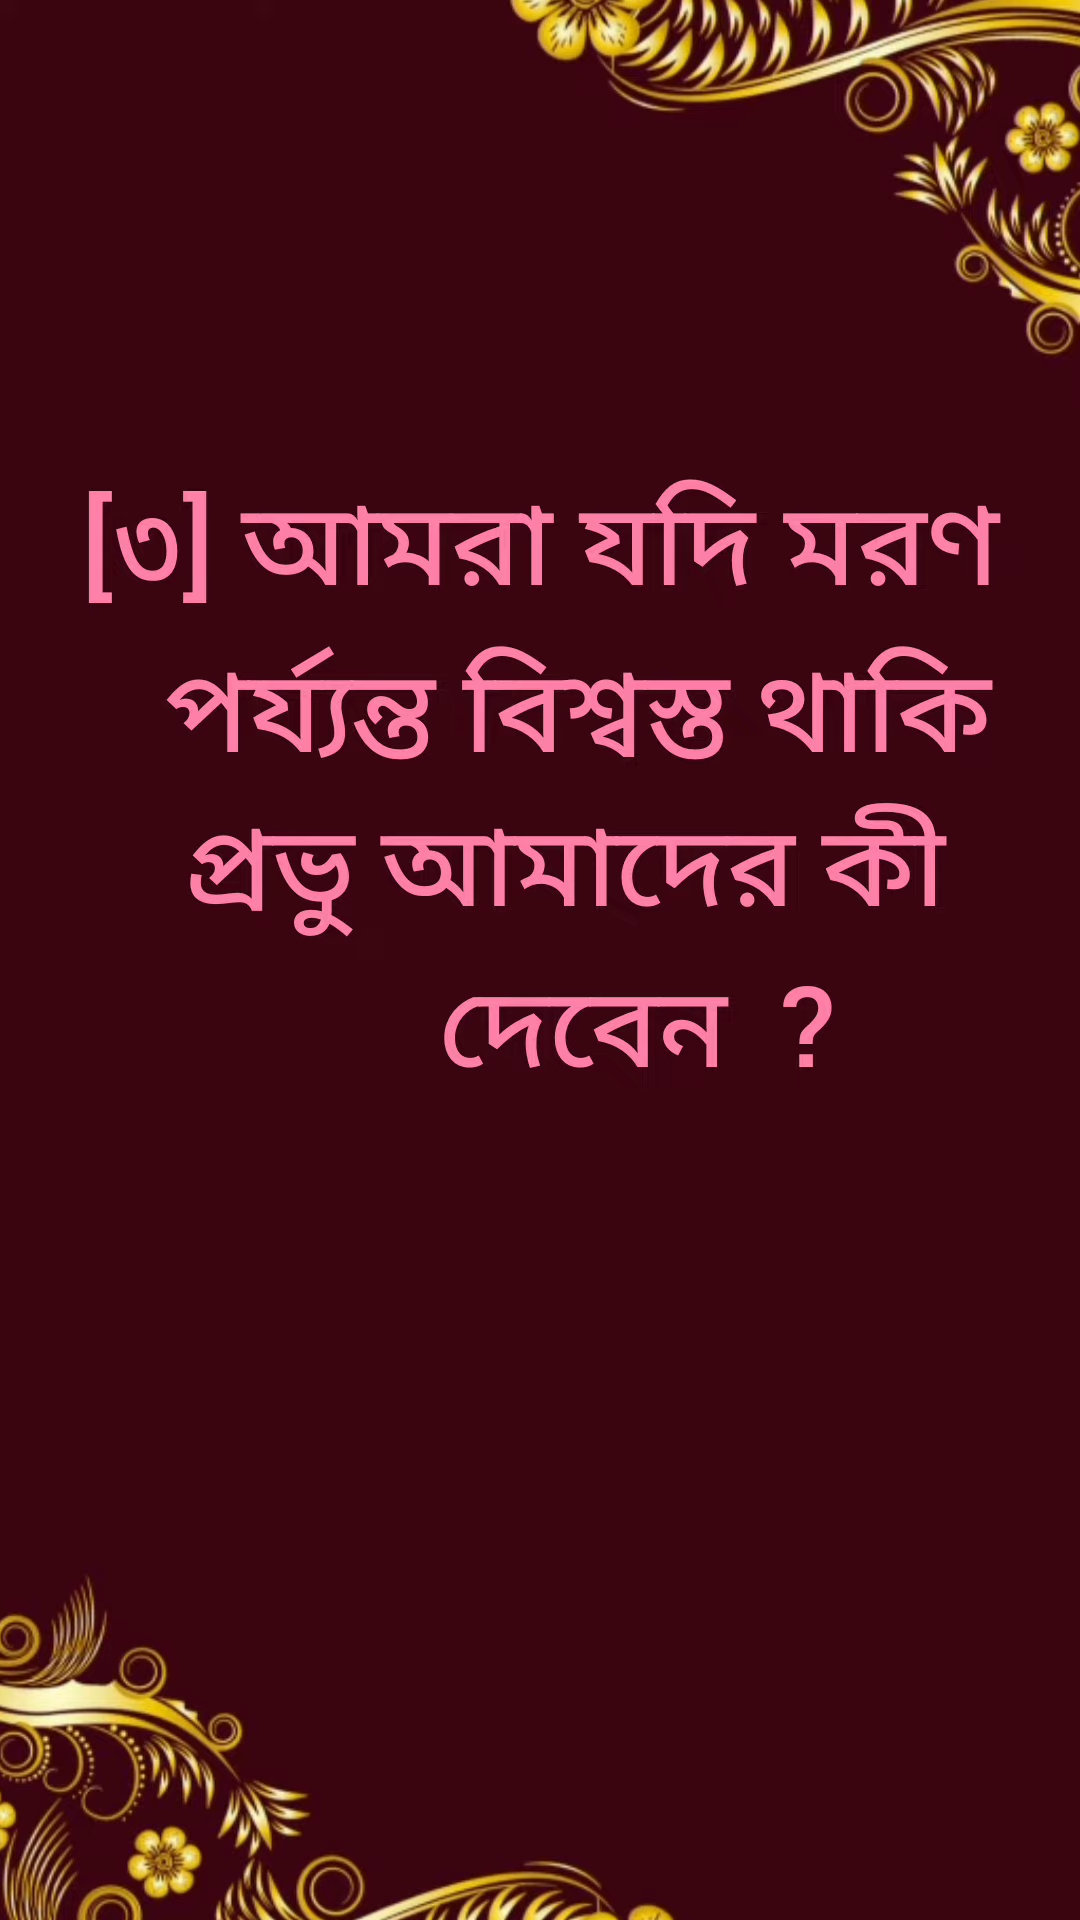 [৩] আমরা যদি মরণ
পর্য্যন্ত বিশ্বস্ত থাকি
প্রভু আমাদের কী
দেবেন ?